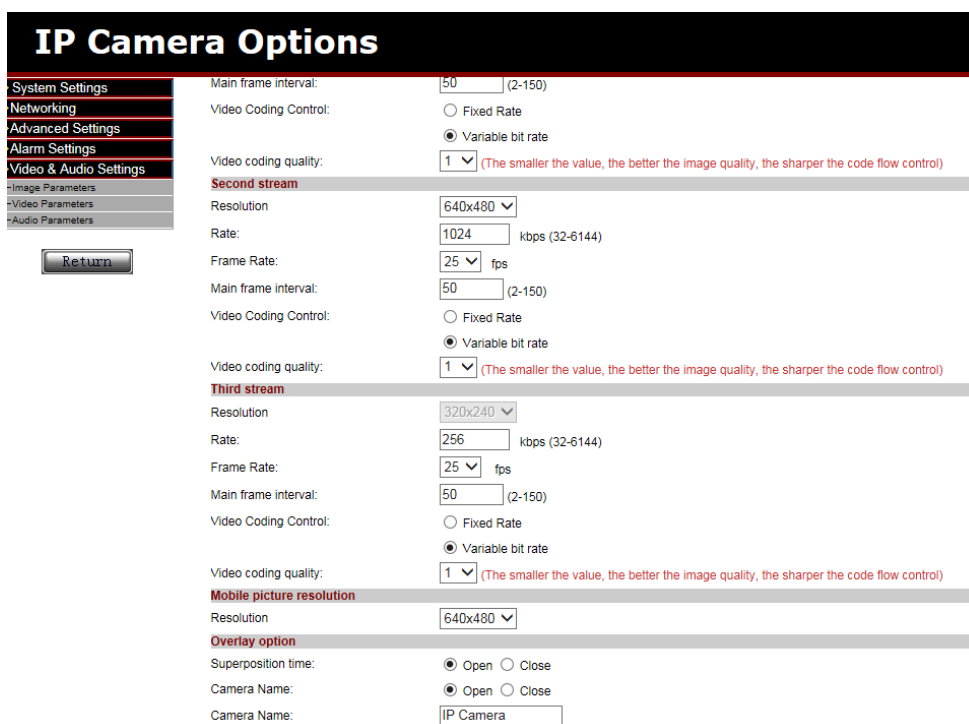 IP Camera Options
System Settings
Networking
Advanced Settings
Alarm Settings
Video & Audio Settings
Image Parameters
Video Parameters
Audio Parameters
Return
Main frame interval: 50 (2-150)
Video Coding Control: Fixed Rate
Variable bit rate
Video coding quality: 1 (The smaller the value, the better the image quality, the sharper the code flow control)
Second stream
Resolution 640x480
Rate: 1024 kbps (32-6144)
Frame Rate: 25 fps
Main frame interval: 50 (2-150)
Video Coding Control: Fixed Rate
Variable bit rate
Video coding quality: 1 (The smaller the value, the better the image quality, the sharper the code flow control)
Third stream
Resolution 320x240
Rate: 256 kbps (32-6144)
Frame Rate: 25 fps
Main frame interval: 50 (2-150)
Video Coding Control: Fixed Rate
Variable bit rate
Video coding quality: 1 (The smaller the value, the better the image quality, the sharper the code flow control)
Mobile picture resolution
Resolution 640x480
Overlay option
Superposition time: Open Close
Camera Name: Open Close
Camera Name: IP Camera